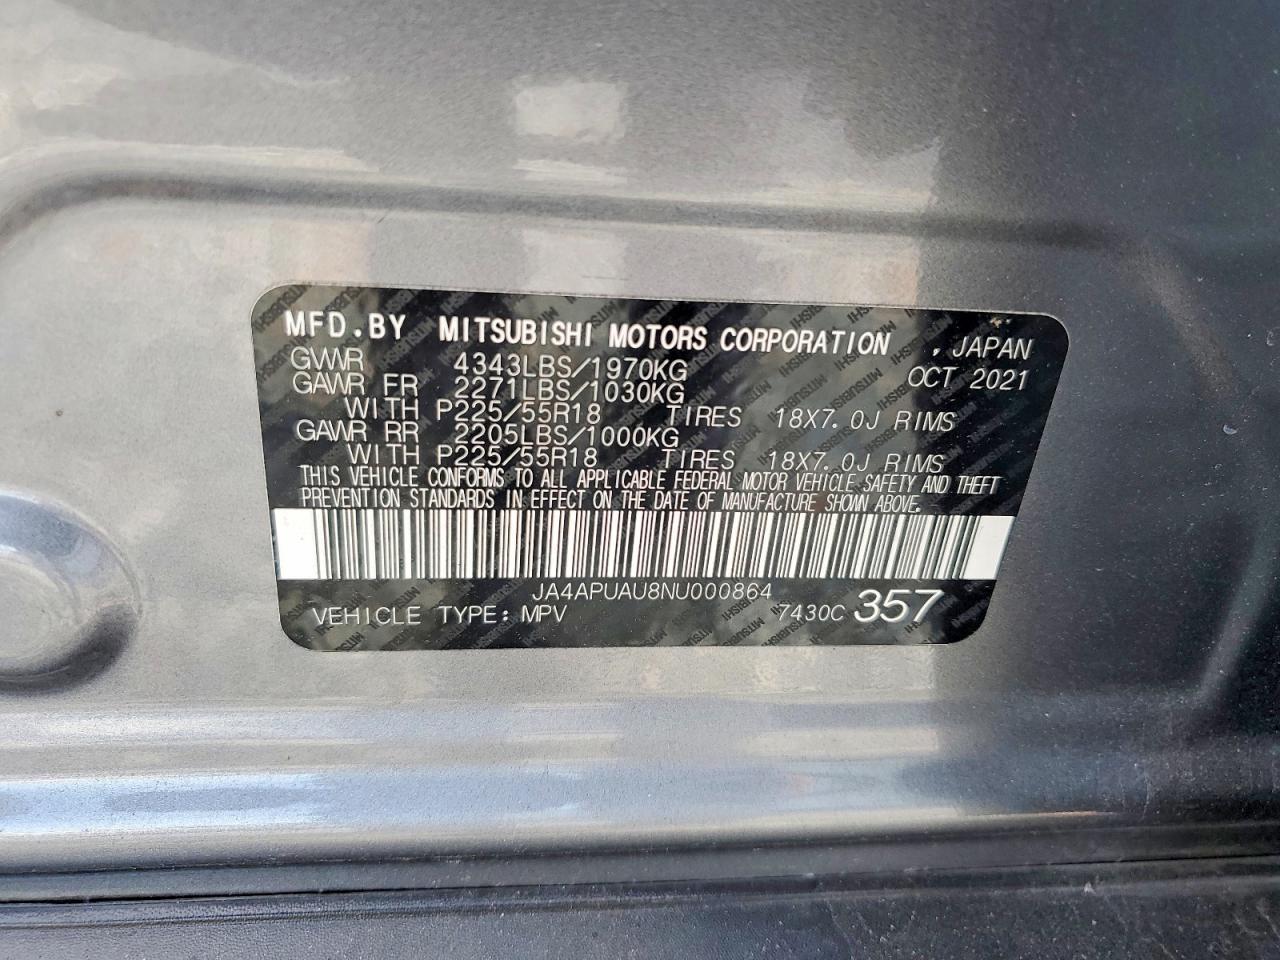 MFD.BY MITSUBISHI MOTORS CORPORATION , JAPAN
GVWR 4343LBS/1970KG OCT 2021
GAWR FR 2271LBS/1030KG
WITH P225/55R18 TIRES 18X7.0J RIMS
GAWR RR 2205LBS/1000KG
WITH P225/55R18 TIRES 18X7.0J RIMS
THIS VEHICLE CONFORMS TO ALL APPLICABLE FEDERAL MOTOR VEHICLE SAFETY AND THEFT
PREVENTION STANDARDS IN EFFECT ON THE DATE OF MANUFACTURE SHOWN ABOVE.
JA4APUAU8NU000864
VEHICLE TYPE: MPV 7430C 357